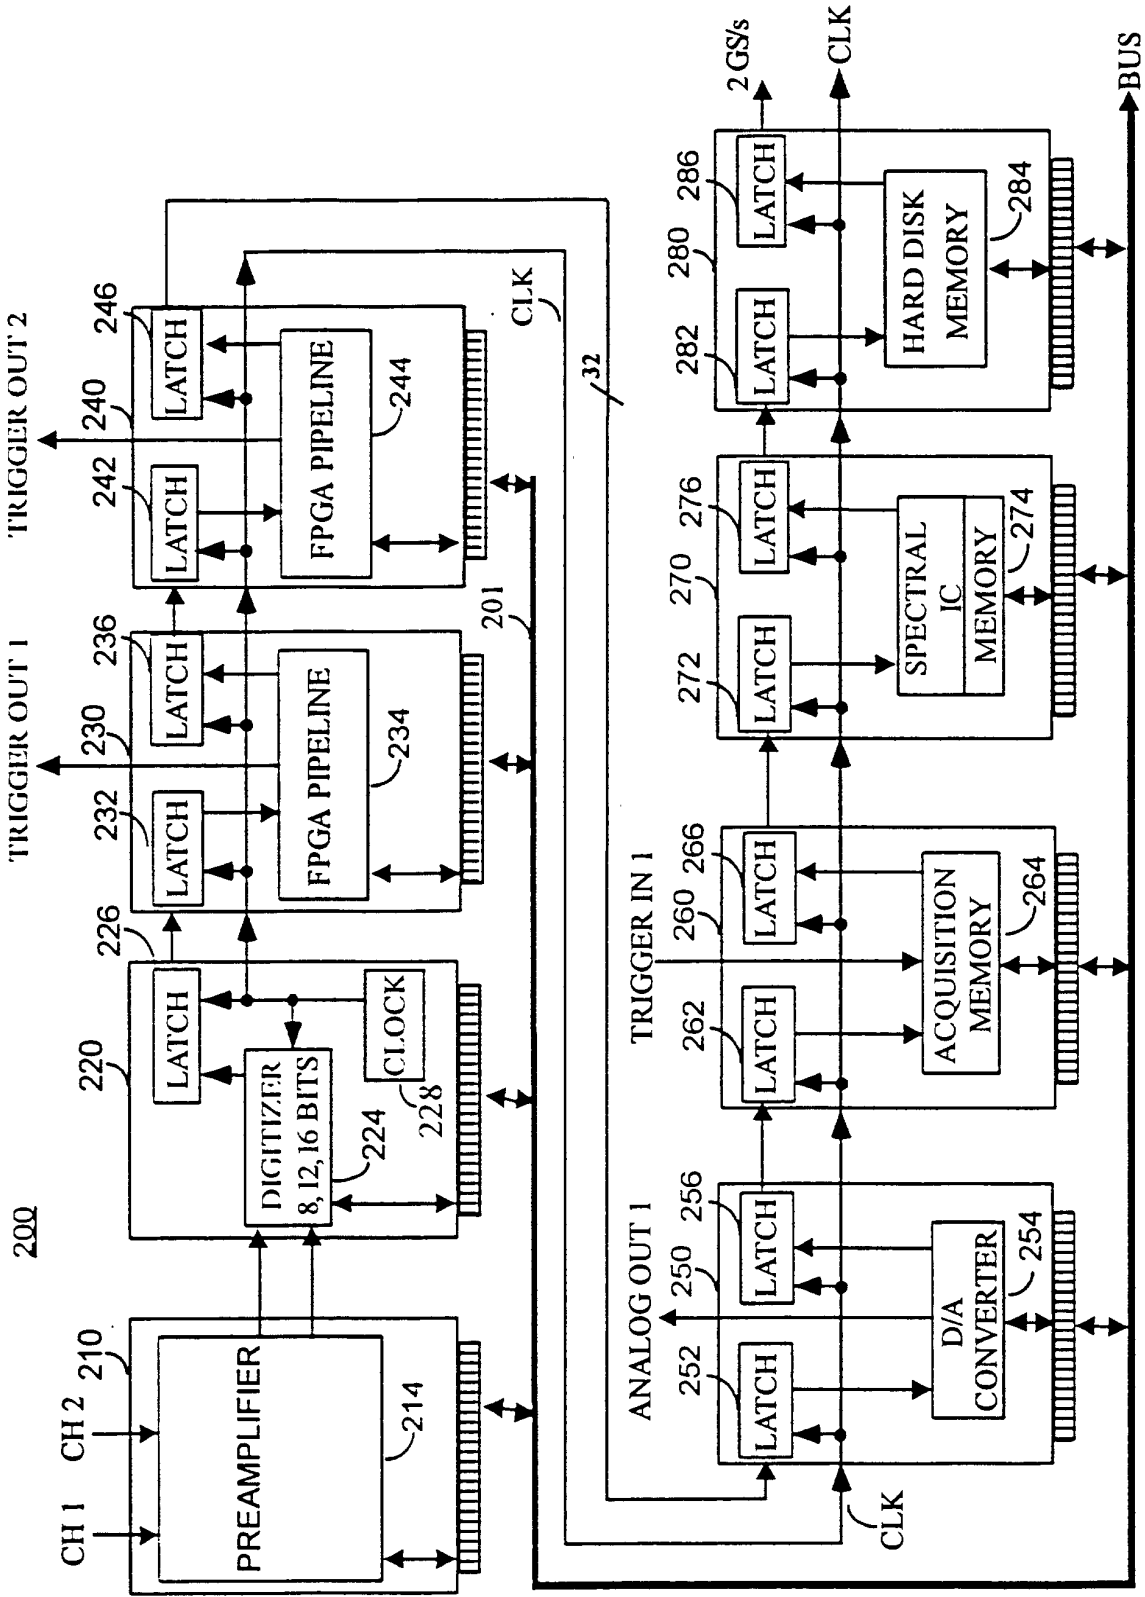 200
CH 1
CH 2
210
PREAMPLIFIER
214
220
226
LATCH
DIGITIZER
8, 12, 16 BITS
224
CLOCK
228
TRIGGER OUT 1
230
232
LATCH
236
LATCH
FPGA PIPELINE
234
TRIGGER OUT 2
240
242
LATCH
246
LATCH
FPGA PIPELINE
244
201
CLK
32
ANALOG OUT 1
250
252
LATCH
256
LATCH
D/A
CONVERTER
254
CLK
TRIGGER IN 1
260
262
LATCH
266
LATCH
ACQUISITION
MEMORY
264
270
272
LATCH
276
LATCH
SPECTRAL
IC
MEMORY
274
280
282
LATCH
286
LATCH
HARD DISK
MEMORY
284
2 GS/s
CLK
BUS